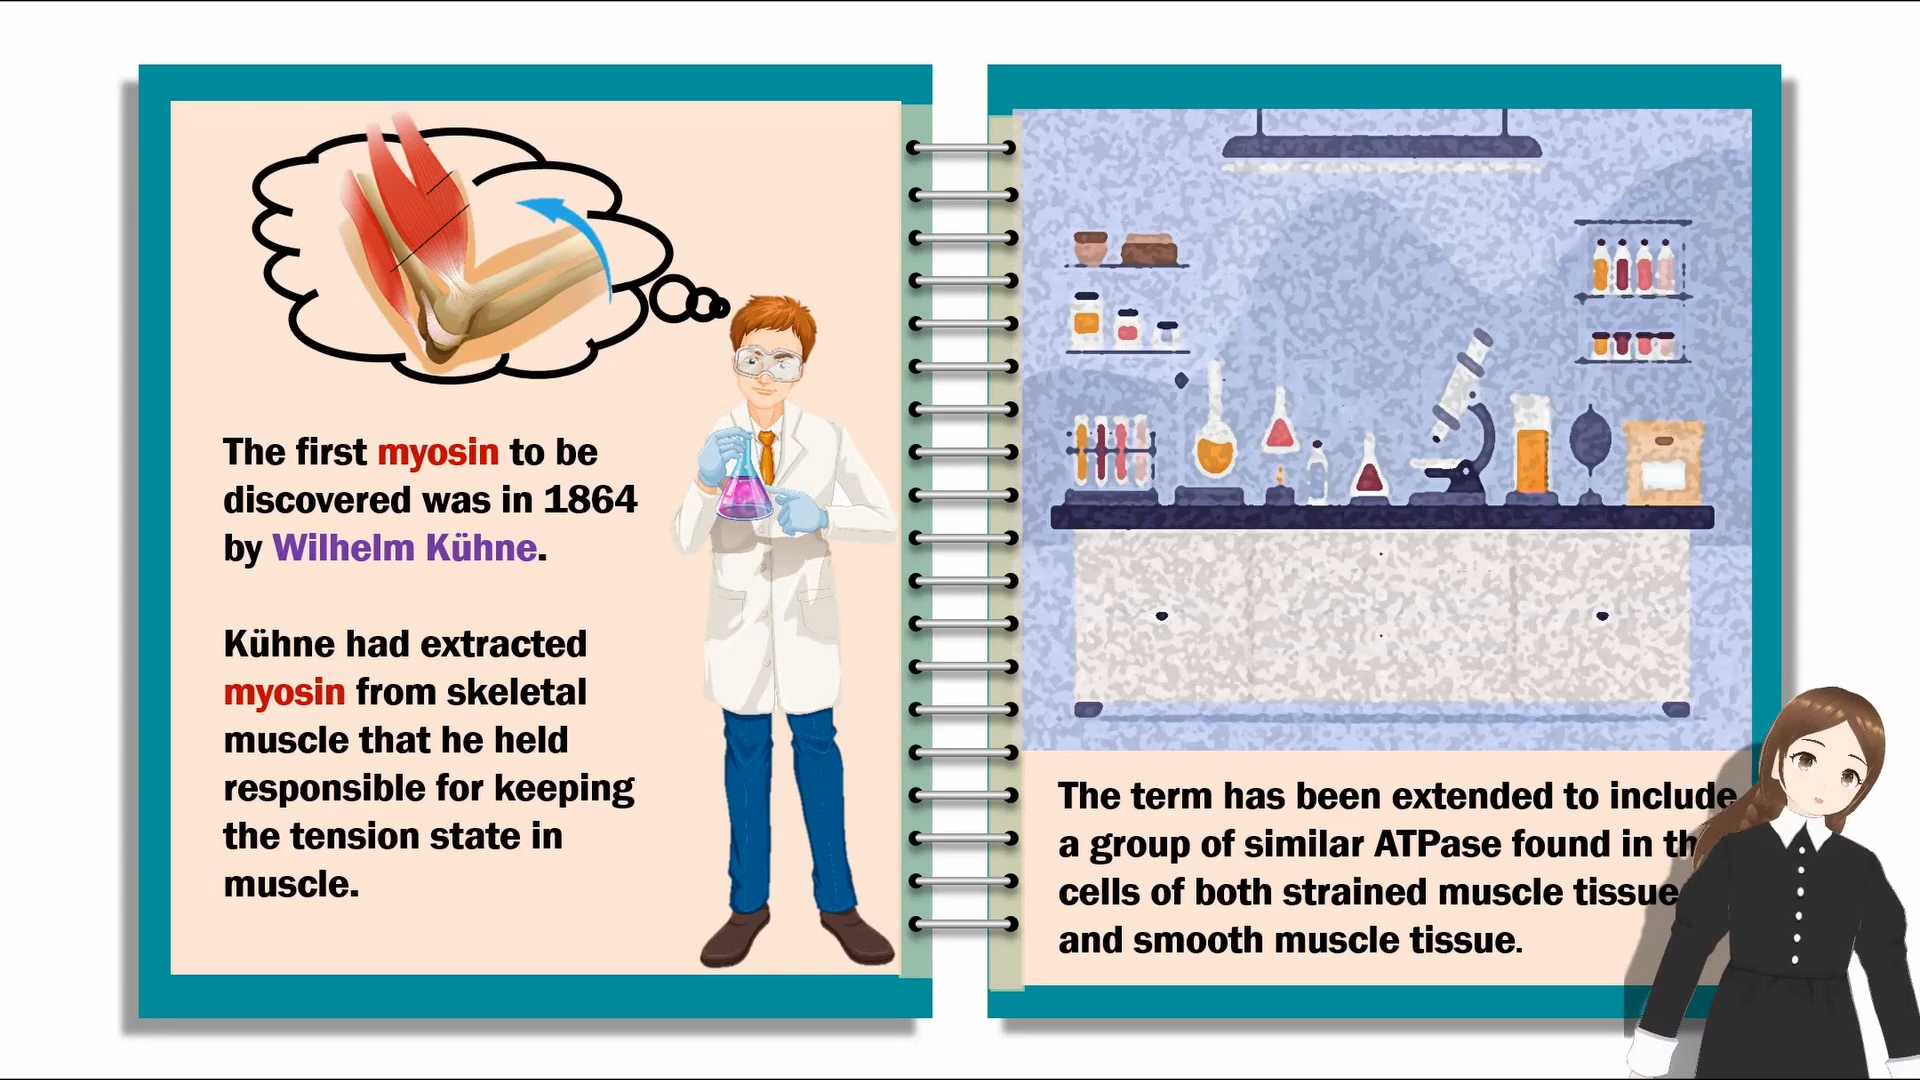 The first myosin to be
discovered was in 1864
by Wilhelm Kühne.
Kühne had extracted
myosin from skeletal
muscle that he held
responsible for keeping
the tension state in
muscle.
The term has been extended to include
a group of similar ATPase found in the
cells of both strained muscle tissue
and smooth muscle tissue.